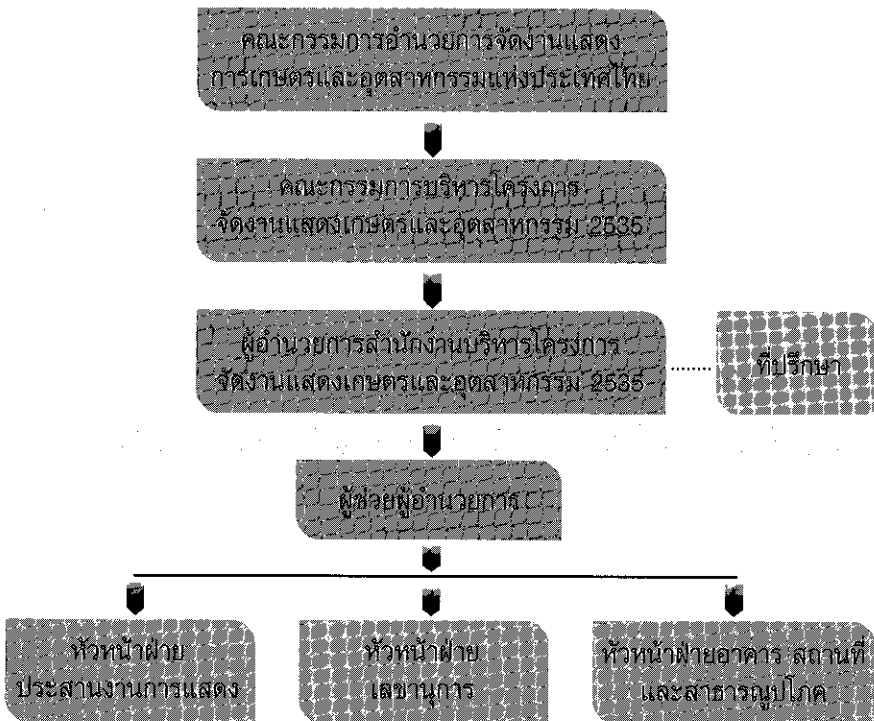 คณะกรรมการอำนวยการจัดงานแสดง
การเกษตรและอุตสาหกรรมแห่งประเทศไทย
คณะกรรมการบริหารโครงการ
จัดงานแสดงเกษตรและอุตสาหกรรม 2535
ผู้อำนวยการสำนักงานบริหารโครงการ
จัดงานแสดงเกษตรและอุตสาหกรรม 2535
ที่ปรึกษา
ผู้ช่วยผู้อำนวยการ
หัวหน้าฝ่าย
ประสานงานการแสดง
หัวหน้าฝ่าย
เลขานุการ
หัวหน้าฝ่ายอาคาร สถานที่
และสาธารณูปโภค